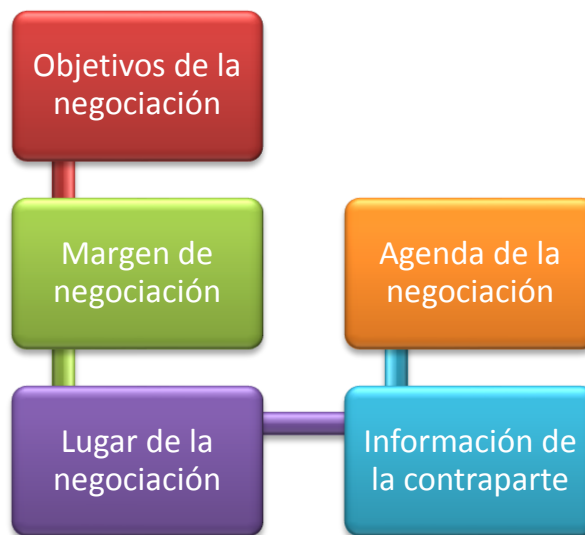 Objetivos de la
negociación
Margen de
negociación
Lugar de la
negociación
Información de
la contraparte
Agenda de la
negociación